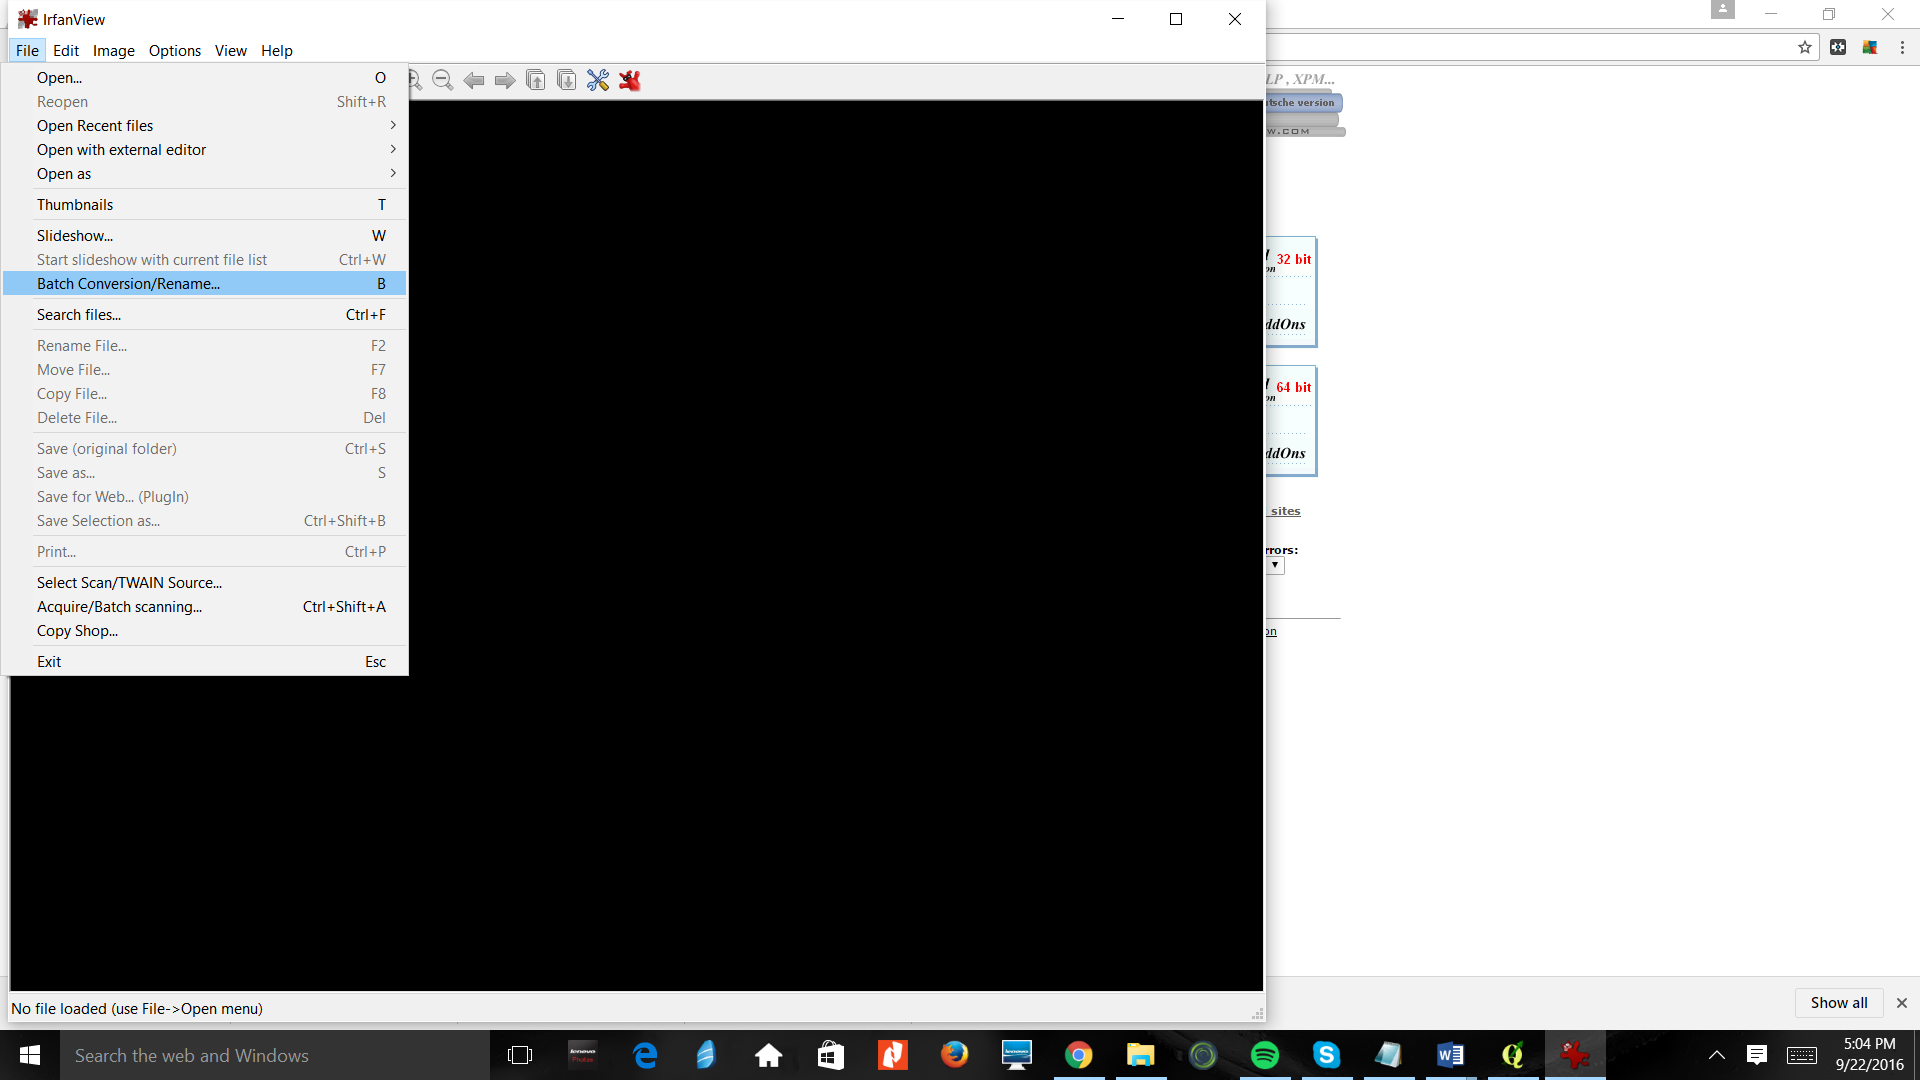 IrfanView
File Edit Image Options View Help
Open... O
Reopen Shift+R
Open Recent files
Open with external editor
Open as
Thumbnails T
Slideshow... W
Start slideshow with current file list Ctrl+W
Batch Conversion/Rename... B
Search files... Ctrl+F
Rename File... F2
Move File... F7
Copy File... F8
Delete File... Del
Save (original folder) Ctrl+S
Save as... S
Save for Web... (PlugIn)
Save Selection as... Ctrl+Shift+B
Print... Ctrl+P
Select Scan/TWAIN Source...
Acquire/Batch scanning... Ctrl+Shift+A
Copy Shop...
Exit Esc
LP , XPM...
tsche version
W.COM
32 bit
on
ddOns
64 bit
on
ddOns
sites
rrors:
on
No file loaded (use File->Open menu)
Show all
Search the web and Windows
lenovo
Photos
lenovo
5:04 PM
9/22/2016